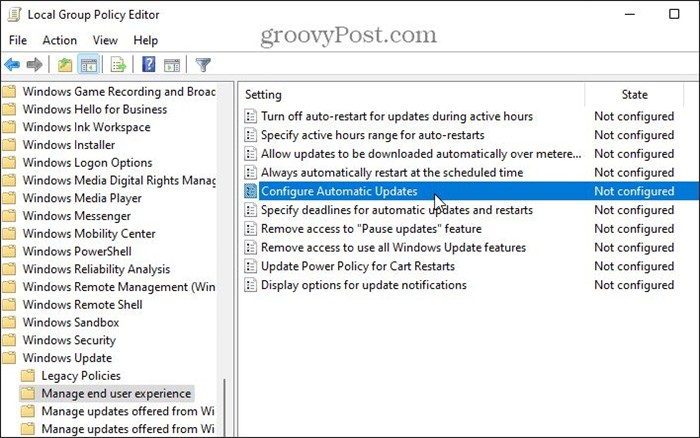 Local Group Policy Editor
File Action View Help
groovyPost.com
Windows Game Recording and Broad
Windows Hello for Business
Windows Ink Workspace
Windows Installer
Windows Logon Options
Windows Media Digital Rights Manag
Windows Media Player
Windows Messenger
Windows Mobility Center
Windows PowerShell
Windows Reliability Analysis
Windows Remote Management (Win
Windows Remote Shell
Windows Sandbox
Windows Security
Windows Update
Legacy Policies
Manage end user experience
Manage updates offered from Wi
Manage updates offered from Wi
Setting State
Turn off auto-restart for updates during active hours Not configured
Specify active hours range for auto-restarts Not configured
Allow updates to be downloaded automatically over metere... Not configured
Always automatically restart at the scheduled time Not configured
Configure Automatic Updates Not configured
Specify deadlines for automatic updates and restarts Not configured
Remove access to "Pause updates" feature Not configured
Remove access to use all Windows Update features Not configured
Update Power Policy for Cart Restarts Not configured
Display options for update notifications Not configured